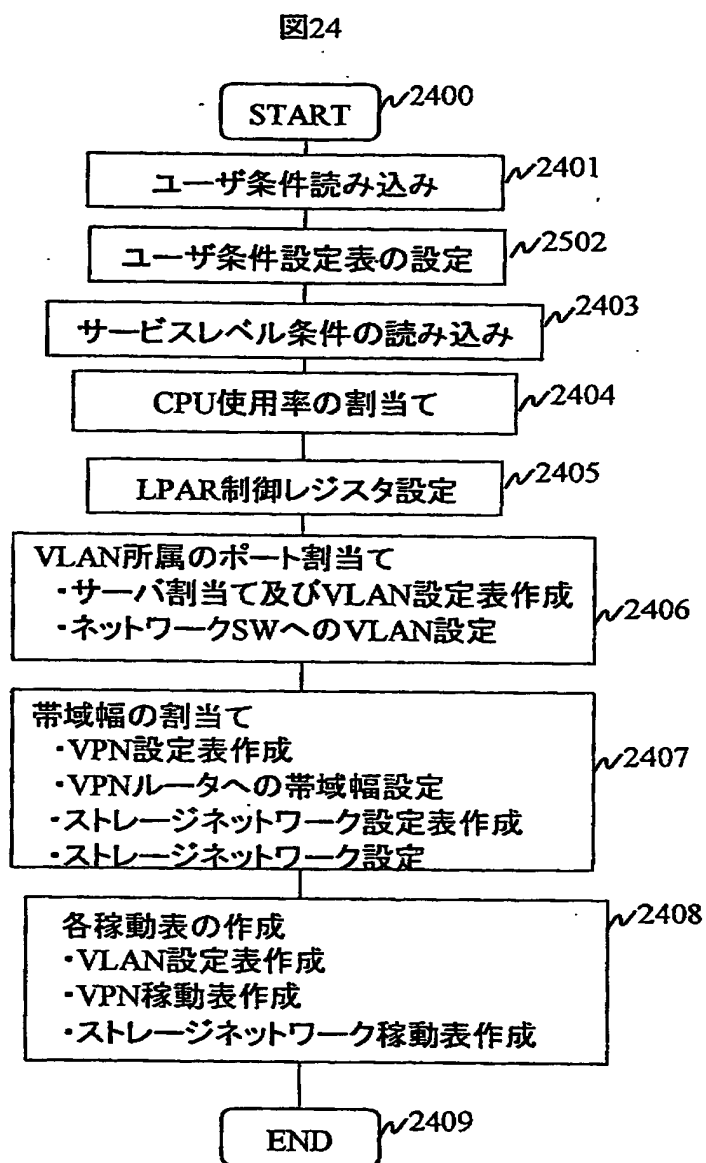 図24
START
2400
ユーザ条件読み込み
2401
ユーザ条件設定表の設定
2502
サービスレベル条件の読み込み
2403
CPU使用率の割当て
2404
LPAR制御レジスタ設定
2405
VLAN所属のポート割当て
・サーバ割当て及びVLAN設定表作成
・ネットワークSWへのVLAN設定
2406
帯域幅の割当て
・VPN設定表作成
・VPNルータへの帯域幅設定
・ストレージネットワーク設定表作成
・ストレージネットワーク設定
2407
各稼動表の作成
・VLAN設定表作成
・VPN稼動表作成
・ストレージネットワーク稼動表作成
2408
END
2409